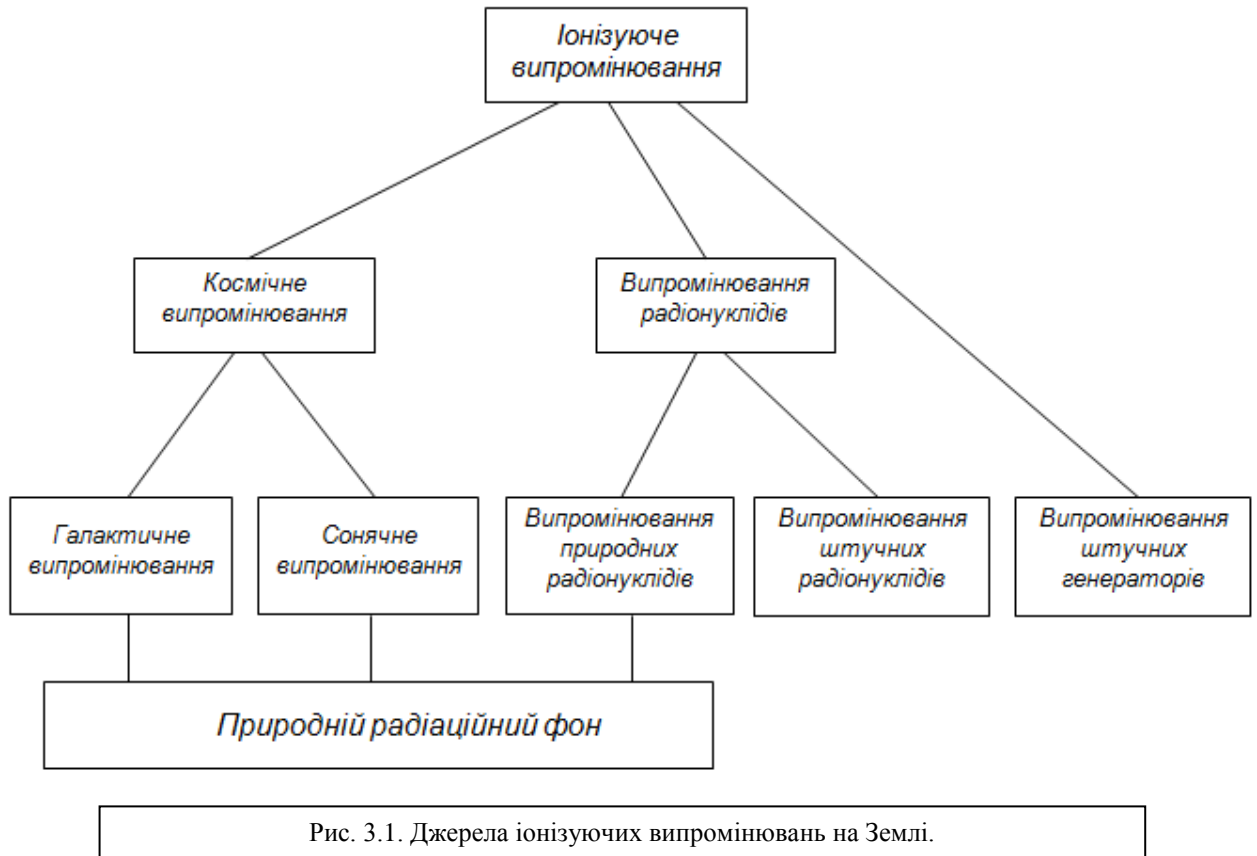 Іонізуюче
випромінювання
Космічне
випромінювання
Випромінювання
радіонуклідів
Галактичне
випромінювання
Сонячне
випромінювання
Випромінювання
природних
радіонуклідів
Випромінювання
штучних
радіонуклідів
Випромінювання
штучних
генераторів
Природній радіаційний фон
Рис. 3.1. Джерела іонізуючих випромінювань на Землі.